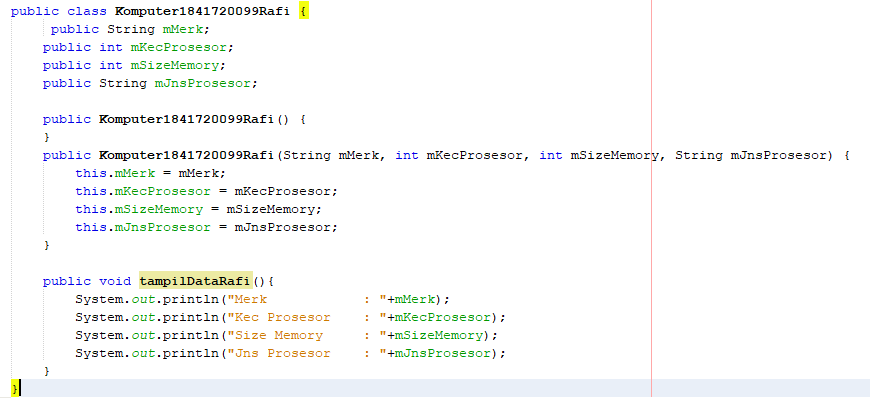 public class Komputer1841720099Rafi {
     public String mMerk;
    public int mKecProsesor;
    public int mSizeMemory;
    public String mJnsProsesor;

    public Komputer1841720099Rafi() {
    }
    public Komputer1841720099Rafi(String mMerk, int mKecProsesor, int mSizeMemory, String mJnsProsesor) {
        this.mMerk = mMerk;
        this.mKecProsesor = mKecProsesor;
        this.mSizeMemory = mSizeMemory;
        this.mJnsProsesor = mJnsProsesor;
    }

    public void tampilDataRafi(){
        System.out.println("Merk            : "+mMerk);
        System.out.println("Kec Prosesor    : "+mKecProsesor);
        System.out.println("Size Memory     : "+mSizeMemory);
        System.out.println("Jns Prosesor    : "+mJnsProsesor);
    }
}